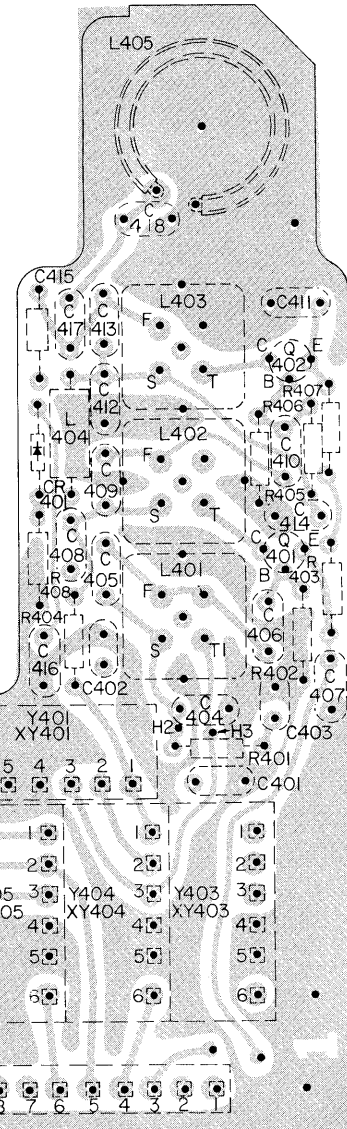 L405
C
4 8
C415
C
417
C
413
L403
C411
F
S
T
C
Q
402
E
B
R407
R406
C
412
L
404
L402
F
S
T
C
410
CR
401
C
409
R405
C
414
C
408
C
405
L401
F
S
T1
C
Q
401
E
B
R
403
R
408
R404
C
416
C402
C
406
R402
C
407
C
404
H2
H3
R401
C403
C401
Y401
XY401
5 4 3 2 1
1
2
3
4
5
6
05
05
Y404
XY404
1
2
3
4
5
6
Y403
XY403
1
2
3
4
5
6
1
8 7 6 5 4 3 2 1